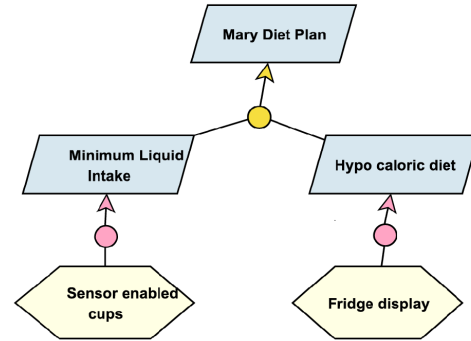 Mary Diet Plan
Minimum Liquid
Intake
Hypo caloric diet
Sensor enabled
cups
Fridge display